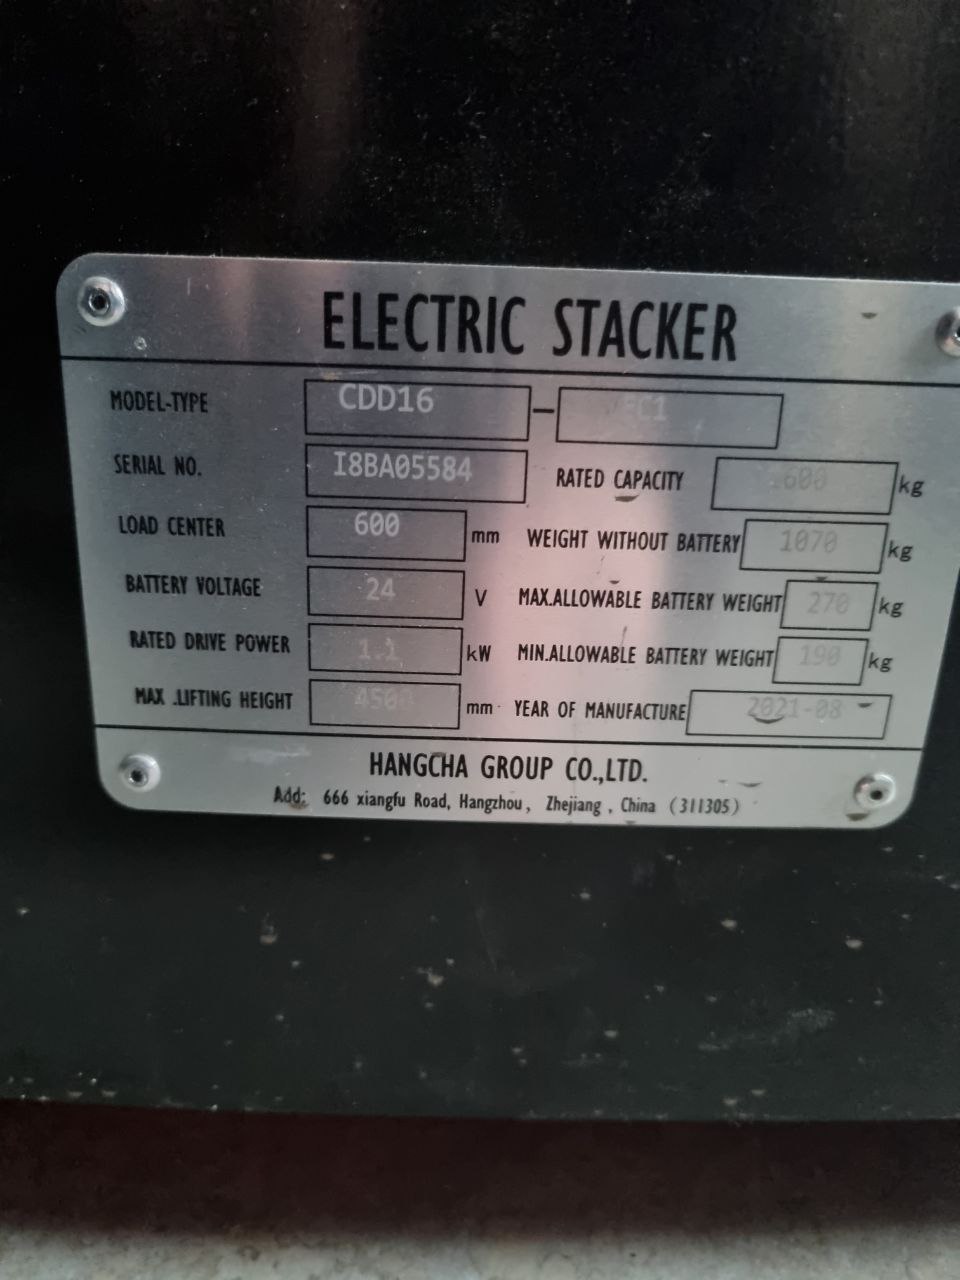 ELECTRIC STACKER
MODEL-TYPE CDD16 -
SERIAL NO. I8BA05584 RATED CAPACITY kg
LOAD CENTER 600 mm WEIGHT WITHOUT BATTERY 1070 kg
BATTERY VOLTAGE 24 V MAX.ALLOWABLE BATTERY WEIGHT 270 kg
RATED DRIVE POWER 1.1 kW MIN.ALLOWABLE BATTERY WEIGHT 190 kg
MAX .LIFTING HEIGHT 4500 mm YEAR OF MANUFACTURE 2021-08
HANGCHA GROUP CO.,LTD.
Add: 666 xiangfu Road, Hangzhou, Zhejiang , China (311305)